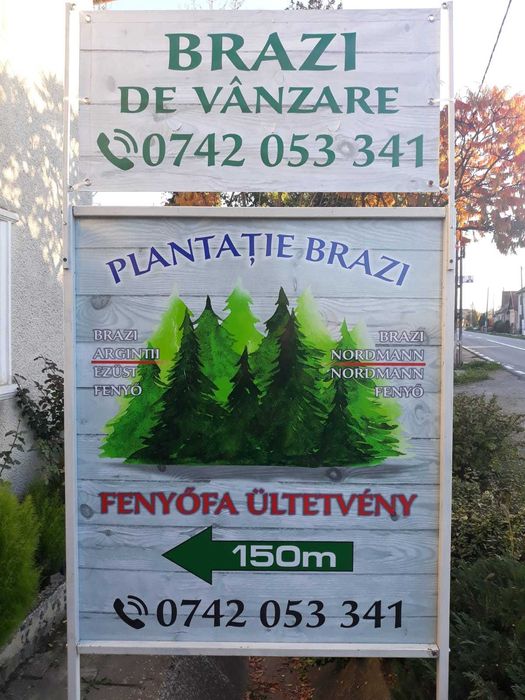 BRAZI
DE VÂNZARE
0742 053 341
PLANTAȚIE BRAZI
BRAZI
ARGINTII
EZÜST
FENYŐ
BRAZI
NORDMANN
NORDMANN
FENYŐ
FENYŐFA ÜLTETVÉNY
150m
0742 053 341